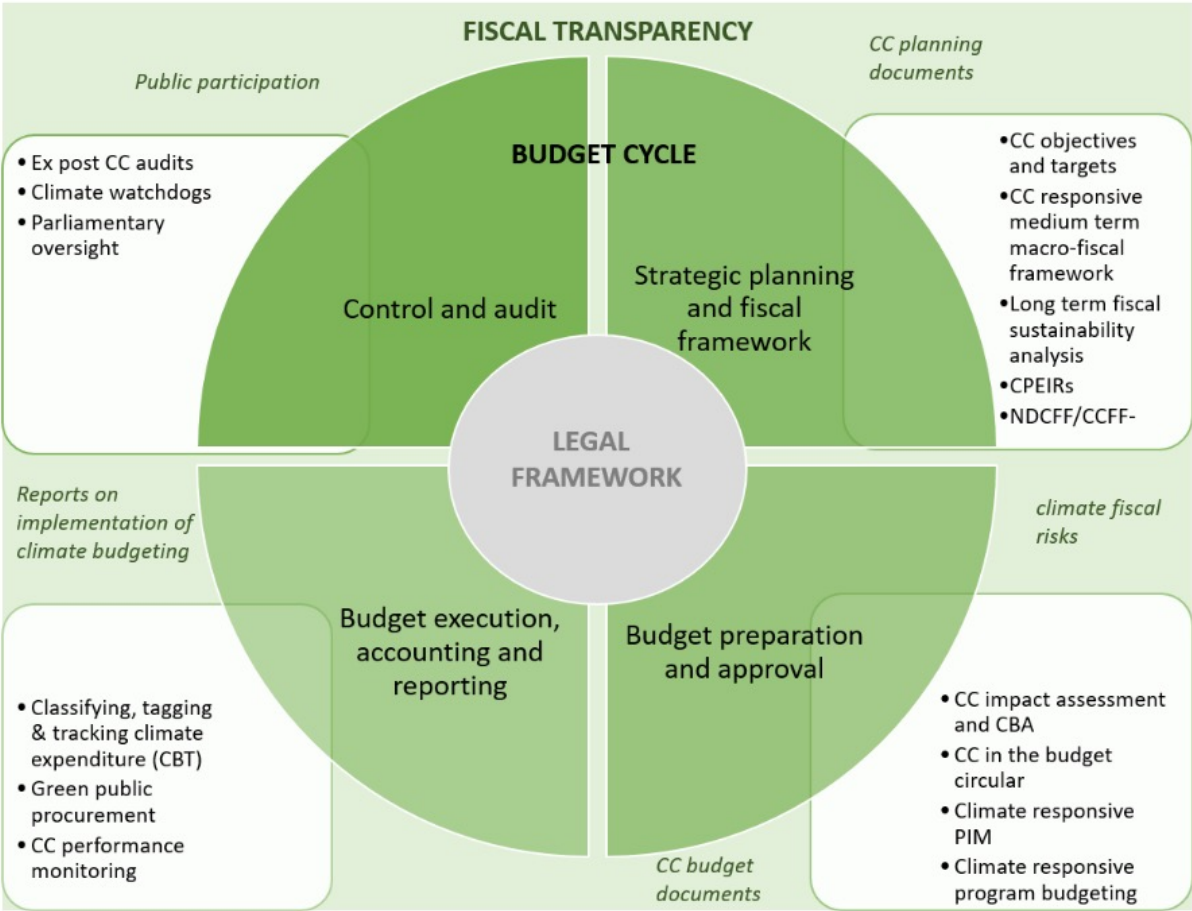 FISCAL TRANSPARENCY
Public participation
CC planning
documents
BUDGET CYCLE
• Ex post CC audits
• Climate watchdogs
• Parliamentary
oversight
Control and audit
Strategic planning
and fiscal
framework
•CC objectives
and targets
•CC responsive
medium term
macro-fiscal
framework
•Long term fiscal
sustainability
analysis
•CPEIRs
•NDCFF/CCFF-
LEGAL
FRAMEWORK
Reports on
implementation of
climate budgeting
climate fiscal
risks
Budget execution,
accounting and
reporting
Budget preparation
and approval
• Classifying, tagging
& tracking climate
expenditure (CBT)
• Green public
procurement
• CC performance
monitoring
• CC impact assessment
and CBA
• CC in the budget
circular
• Climate responsive
PIM
• Climate responsive
program budgeting
CC budget
documents